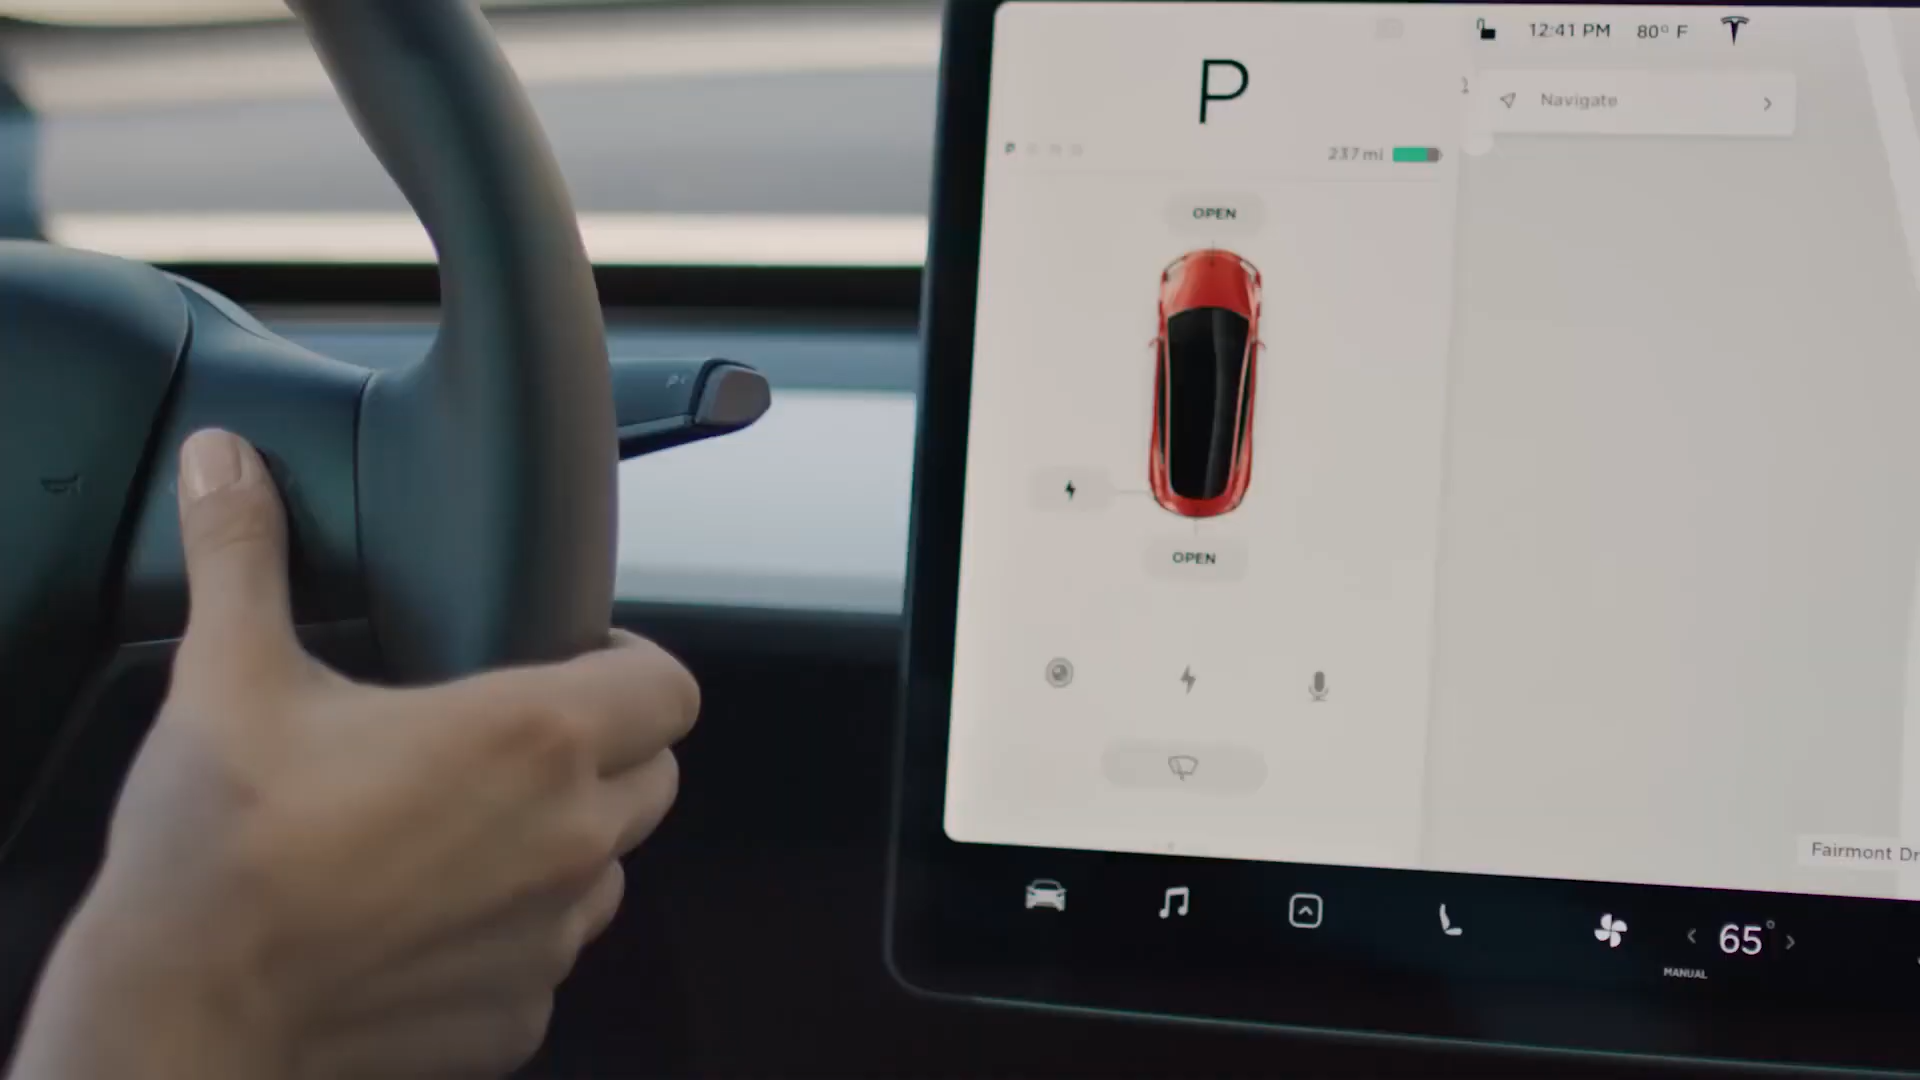 12:41 PM 80° F
P
Navigate
P
237 mi
OPEN
OPEN
Fairmont Dr
65°
MANUAL